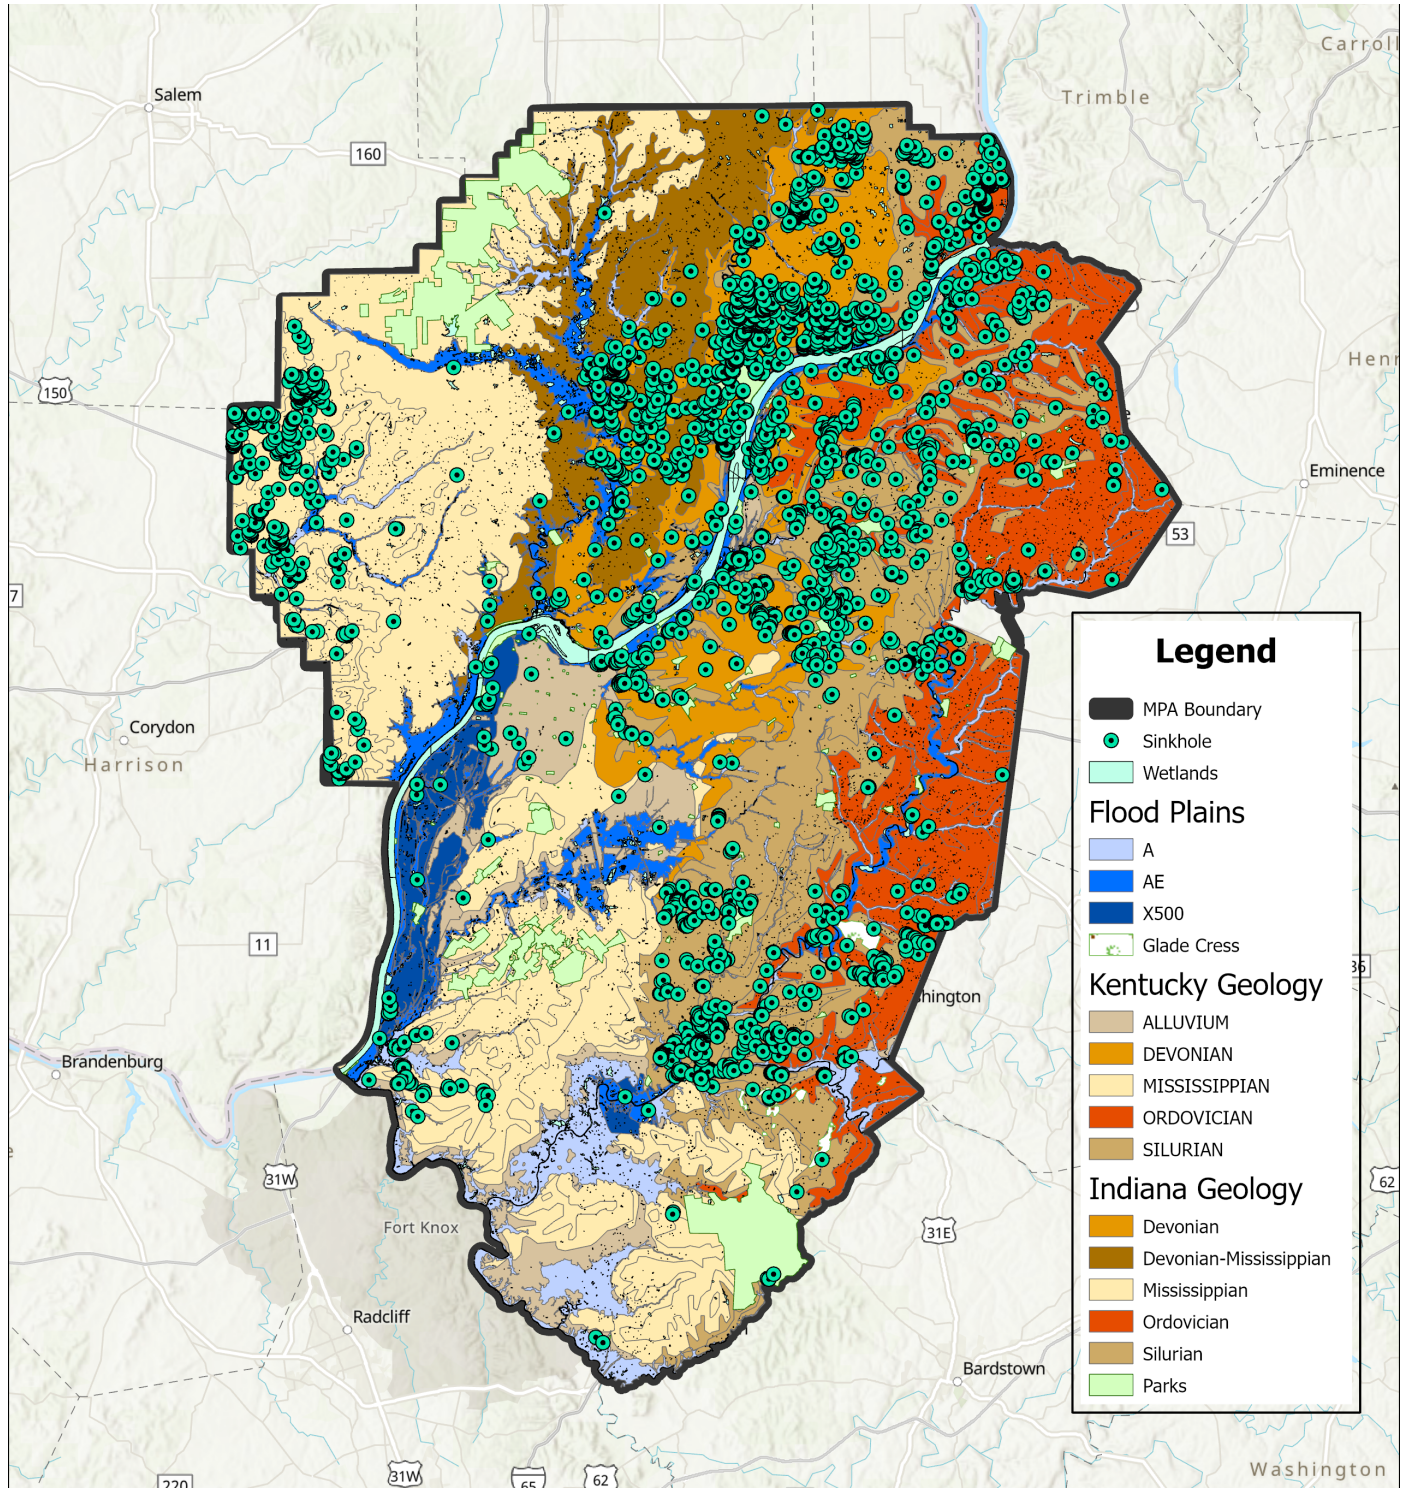 Carroll
Trimble
Salem
160
Henr
150
Eminence
53
7
Corydon
Harrison
11
36
hington
Brandenburg
31W
62
Fort Knox
31E
Radcliff
Bardstown
Washington
31W
65
62
220
Legend
MPA Boundary
Sinkhole
Wetlands
Flood Plains
A
AE
X500
Glade Cress
Kentucky Geology
ALLUVIUM
DEVONIAN
MISSISSIPPIAN
ORDOVICIAN
SILURIAN
Indiana Geology
Devonian
Devonian-Mississippian
Mississippian
Ordovician
Silurian
Parks